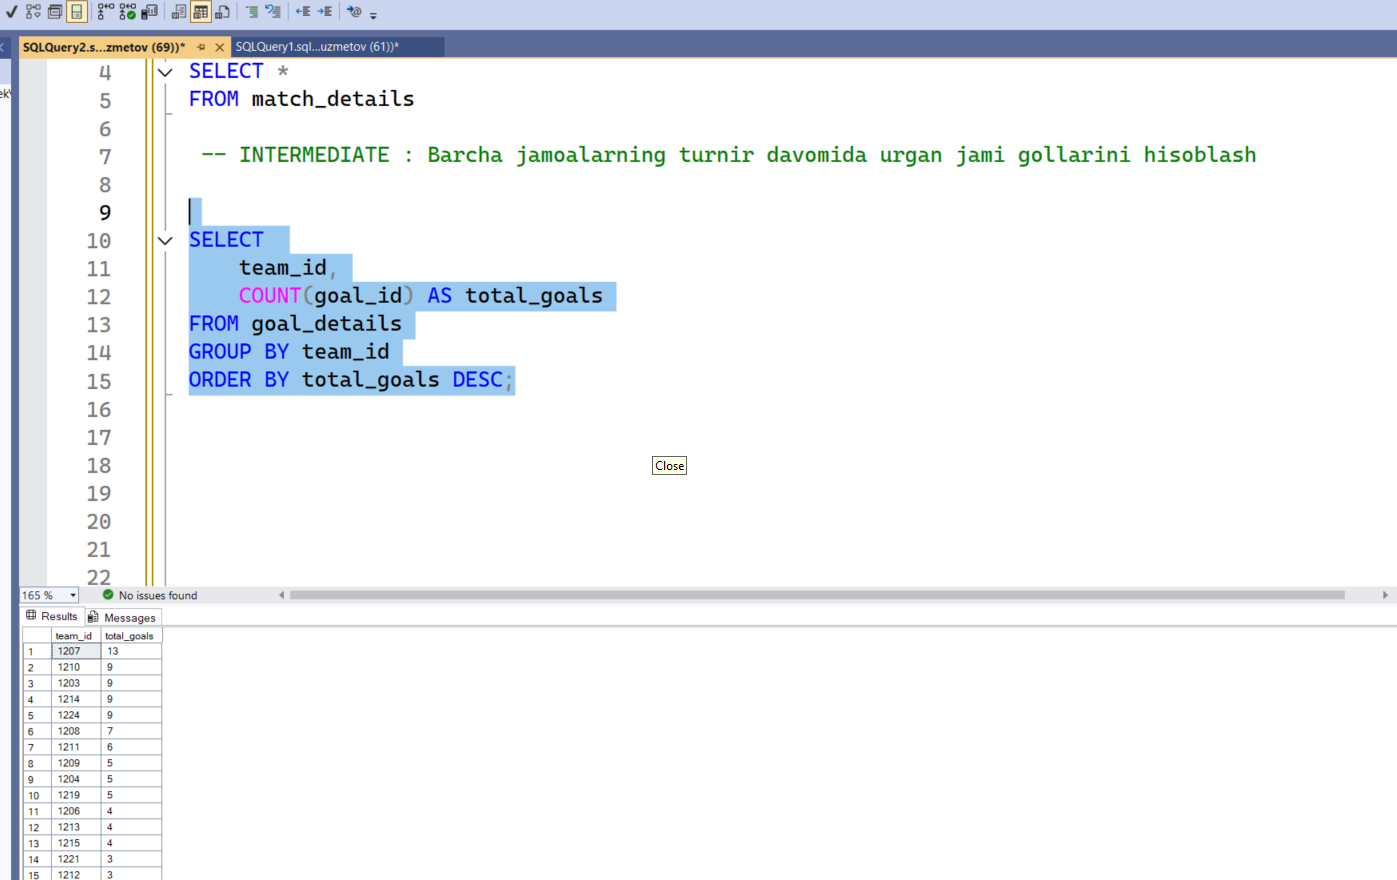 SQLQuery2.s...zmetov (69))*
SQLQuery1.sql...uzmetov (61))*
4 SELECT *
5 FROM match_details
6
7 -- INTERMEDIATE : Barcha jamoalarning turnir davomida urgan jami gollarini hisoblash
8
9
10 SELECT
11 team_id,
12 COUNT(goal_id) AS total_goals
13 FROM goal_details
14 GROUP BY team_id
15 ORDER BY total_goals DESC;
16
17
18
Close
19
20
21
22
165 % No issues found
Results Messages
team_id total_goals
1 1207 13
2 1210 9
3 1203 9
4 1214 9
5 1224 9
6 1208 7
7 1211 6
8 1209 5
9 1204 5
10 1219 5
11 1206 4
12 1213 4
13 1215 4
14 1221 3
15 1212 3